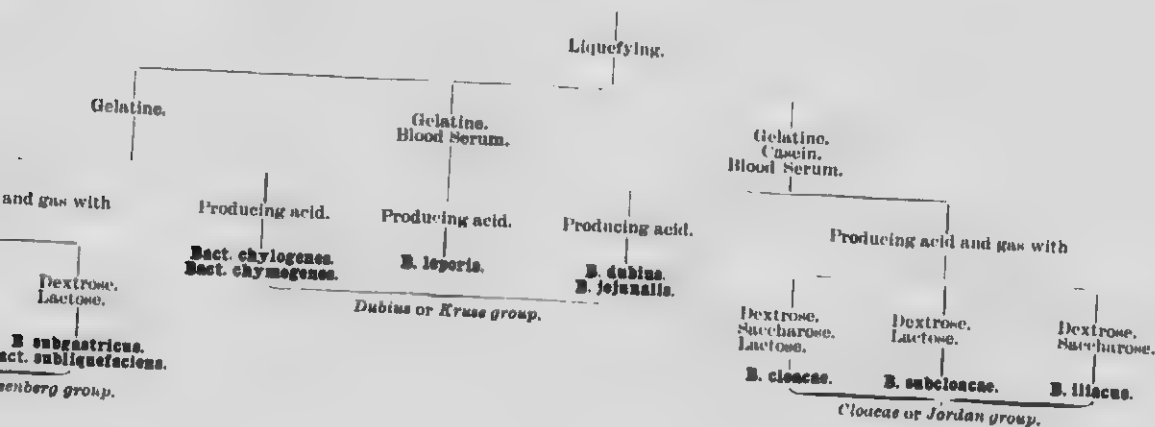 Liquefying.
Gelatine.
Gelatine.
Blood Serum.
Gelatine.
Casein.
Blood Serum.
and gas with
Producing acid.
Producing acid.
Producing acid.
Producing acid and gas with
Bact. chylogenes.
Bact. chymogenes.
B. leporis.
B. dubius.
B. jejunalis.
Dubius or Kruse group.
Dextrose.
Lactose.
B subgastricus.
act. subliquefaciens.
senberg group.
Dextrose.
Saccharose.
Lactose.
Dextrose.
Lactose.
Dextrose.
Saccharose.
B. cloacae.
B. subcloacae.
B. iliacus.
Cloacae or Jordan group.